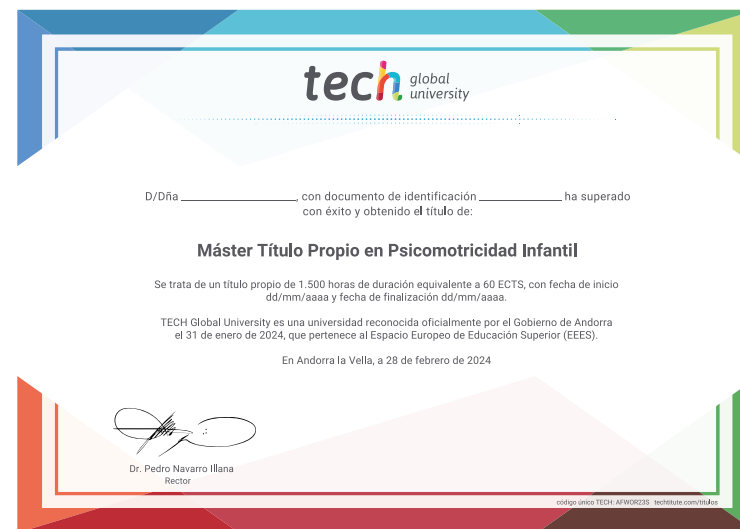 tech global university
D/Dña ____________, con documento de identificación ____________ ha superado
con éxito y obtenido el título de:
Máster Título Propio en Psicomotricidad Infantil
Se trata de un título propio de 1.500 horas de duración equivalente a 60 ECTS, con fecha de inicio
dd/mm/aaaa y fecha de finalización dd/mm/aaaa.
TECH Global University es una universidad reconocida oficialmente por el Gobierno de Andorra
el 31 de enero de 2024, que pertenece al Espacio Europeo de Educación Superior (EEES).
En Andorra la Vella, a 28 de febrero de 2024
Dr. Pedro Navarro Illana
Rector
código único TECH: AFWOR23S techtitute.com/titulos